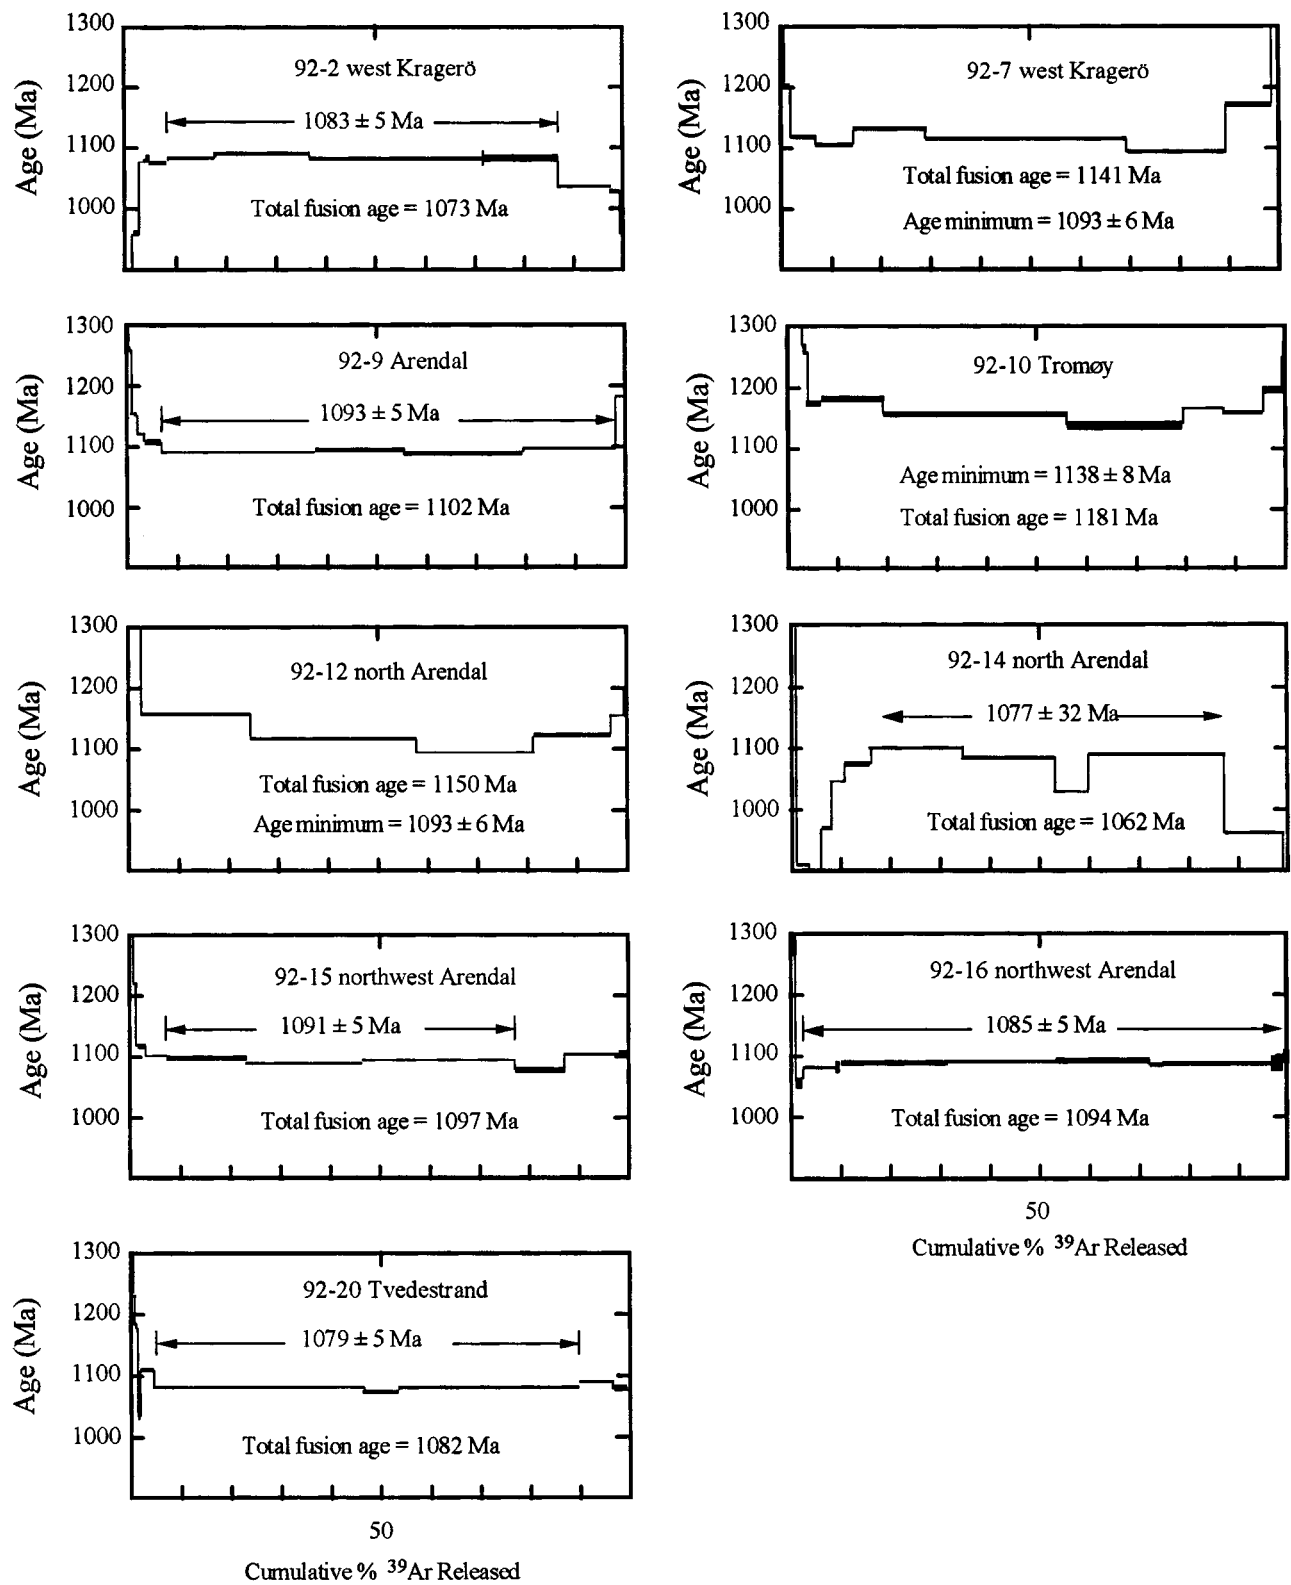 1300
1200
1100
1000
Age (Ma)
92-2 west Kragerö
1083 ± 5 Ma
Total fusion age = 1073 Ma
1300
1200
1100
1000
Age (Ma)
92-7 west Kragerö
Total fusion age = 1141 Ma
Age minimum = 1093 ± 6 Ma
1300
1200
1100
1000
Age (Ma)
92-9 Arendal
1093 ± 5 Ma
Total fusion age = 1102 Ma
1300
1200
1100
1000
Age (Ma)
92-10 Tromøy
Age minimum = 1138 ± 8 Ma
Total fusion age = 1181 Ma
1300
1200
1100
1000
Age (Ma)
92-12 north Arendal
Total fusion age = 1150 Ma
Age minimum = 1093 ± 6 Ma
1300
1200
1100
1000
Age (Ma)
92-14 north Arendal
1077 ± 32 Ma
Total fusion age = 1062 Ma
1300
1200
1100
1000
Age (Ma)
92-15 northwest Arendal
1091 ± 5 Ma
Total fusion age = 1097 Ma
1300
1200
1100
1000
Age (Ma)
92-16 northwest Arendal
1085 ± 5 Ma
Total fusion age = 1094 Ma
50
Cumulative % ³⁹Ar Released
1300
1200
1100
1000
Age (Ma)
92-20 Tvedestrand
1079 ± 5 Ma
Total fusion age = 1082 Ma
50
Cumulative % ³⁹Ar Released